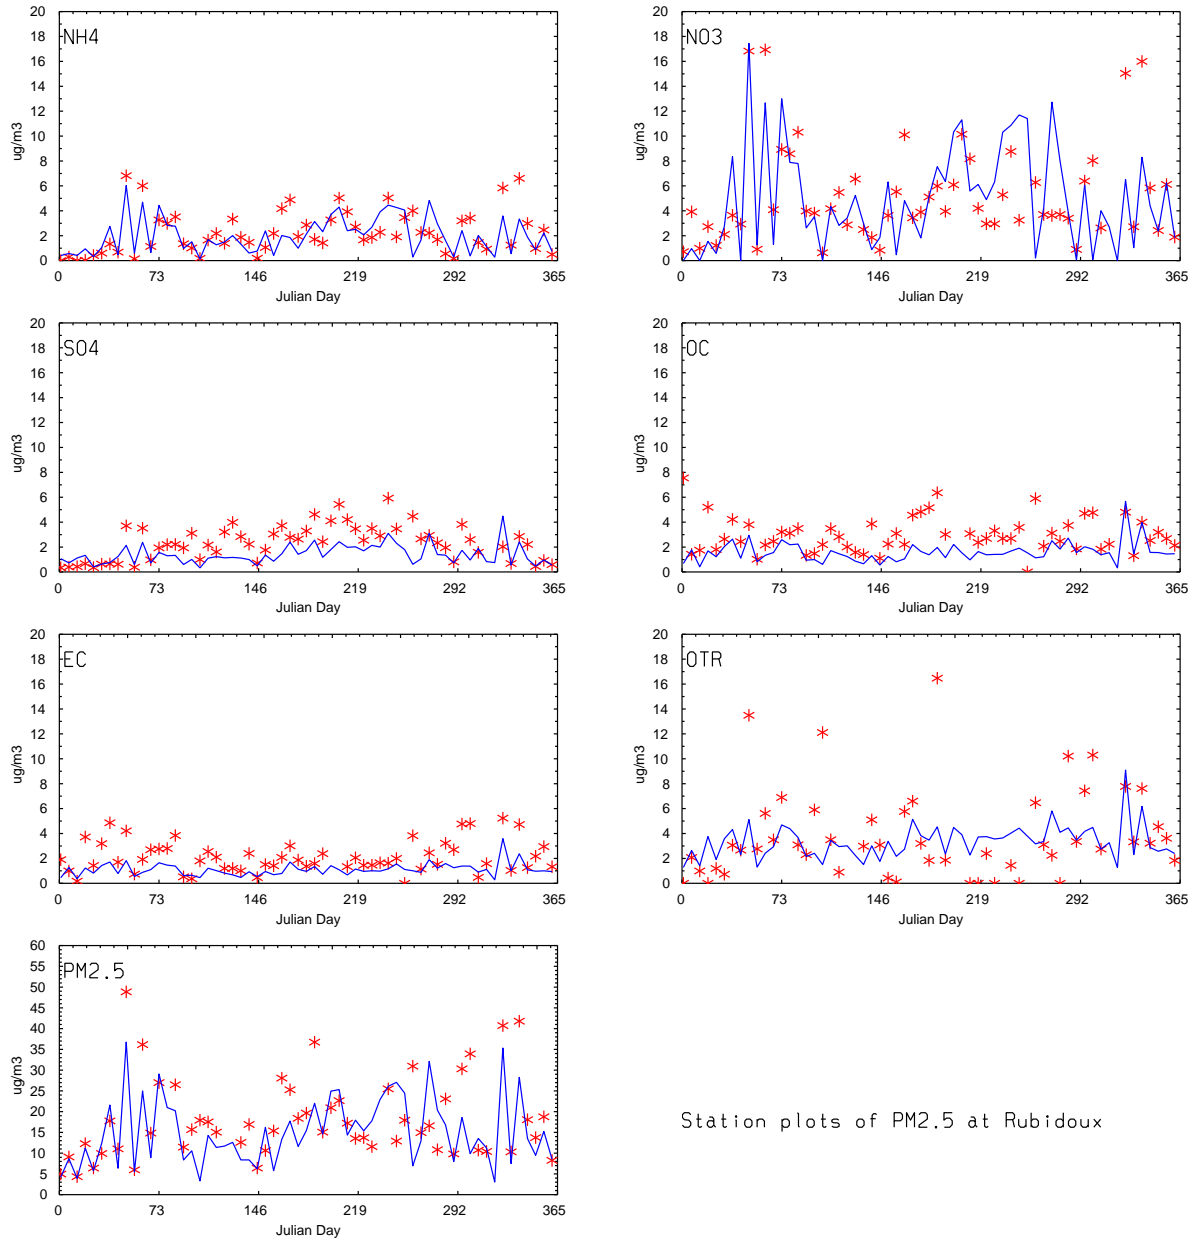 20 18 16 14 12 10 8 6 4 2 0
ug/m3
NH4
0 73 146 219 292 365
Julian Day
20 18 16 14 12 10 8 6 4 2 0
ug/m3
NO3
0 73 146 219 292 365
Julian Day
20 18 16 14 12 10 8 6 4 2 0
ug/m3
SO4
0 73 146 219 292 365
Julian Day
20 18 16 14 12 10 8 6 4 2 0
ug/m3
OC
0 73 146 219 292 365
Julian Day
20 18 16 14 12 10 8 6 4 2 0
ug/m3
EC
0 73 146 219 292 365
Julian Day
20 18 16 14 12 10 8 6 4 2 0
ug/m3
OTR
0 73 146 219 292 365
Julian Day
60 55 50 45 40 35 30 25 20 15 10 5 0
ug/m3
PM2.5
0 73 146 219 292 365
Julian Day
Station plots of PM2.5 at Rubidoux